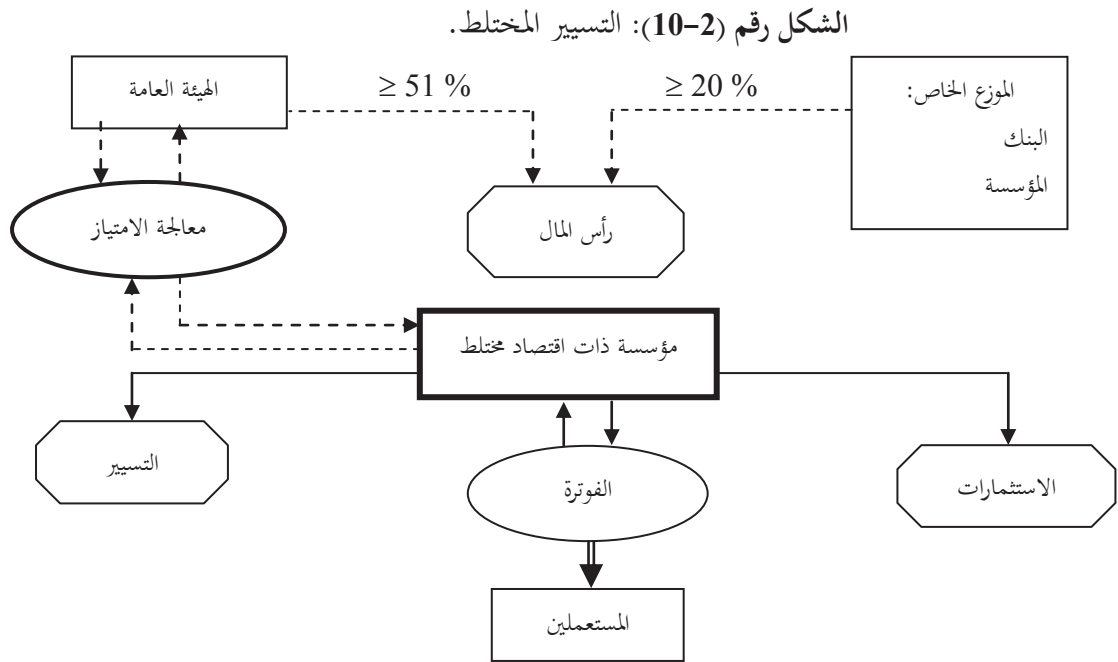 الشكل رقم (2-10): التسيير المختلط.
الهيئة العامة
≥ 51 %
≥ 20 %
الموزع الخاص:
البنك
المؤسسة
معالجة الامتياز
رأس المال
مؤسسة ذات اقتصاد مختلط
التسيير
الفوترة
الاستثمارات
المستعملين